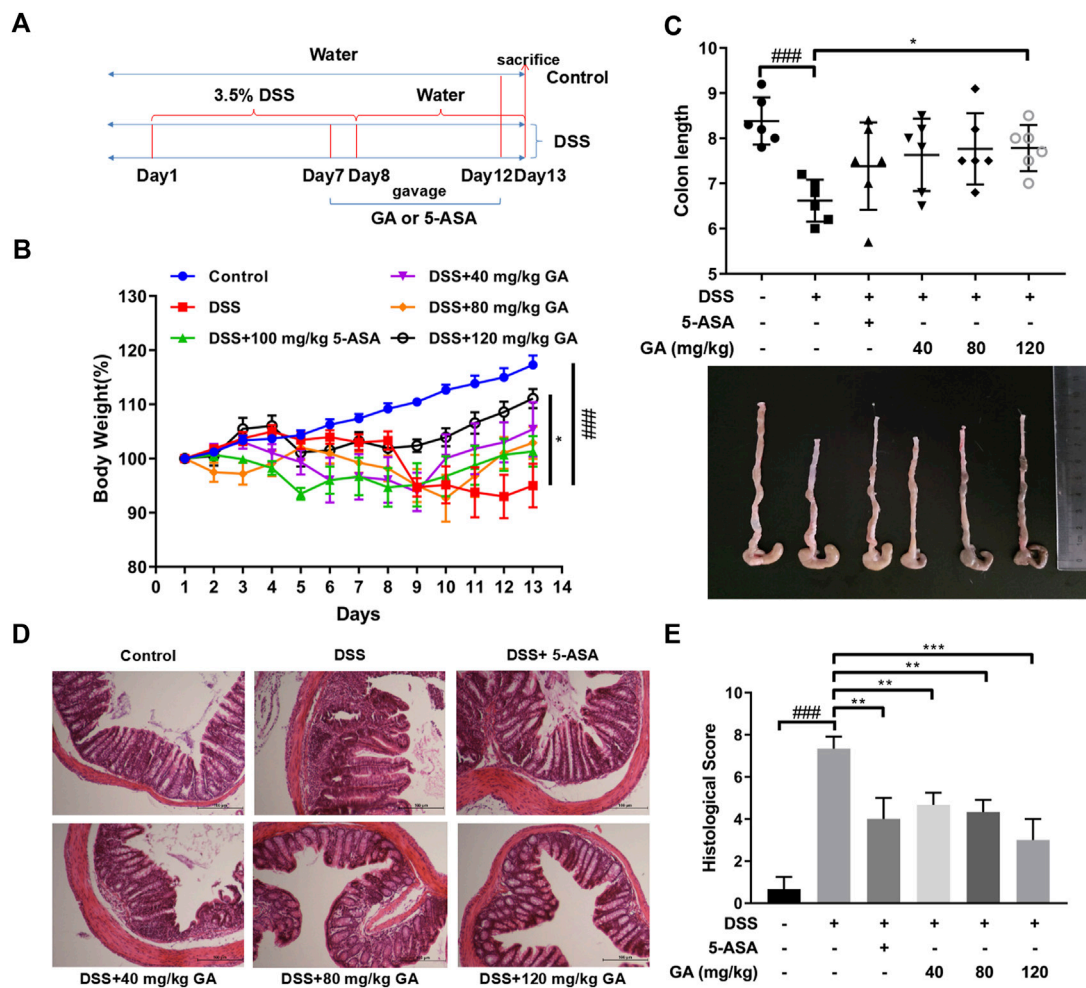 A
Water
sacrifice
Control
3.5% DSS
Water
DSS
Day1
Day7
Day8
Day12
Day13
gavage
GA or 5-ASA
B
Control
DSS
DSS+100 mg/kg 5-ASA
DSS+40 mg/kg GA
DSS+80 mg/kg GA
DSS+120 mg/kg GA
Body Weight(%)
130
120
110
100
90
80
*
###
0 1 2 3 4 5 6 7 8 9 10 11 12 13 14
Days
C
###
*
Colon length
10
9
8
7
6
5
DSS - + + + + +
5-ASA - - + - - -
GA (mg/kg) - - - 40 80 120
D
Control
DSS
DSS+ 5-ASA
DSS+40 mg/kg GA
DSS+80 mg/kg GA
DSS+120 mg/kg GA
E
***
**
**
**
###
Histological Score
10
8
6
4
2
0
DSS - + + + + +
5-ASA - - + - - -
GA (mg/kg) - - - 40 80 120